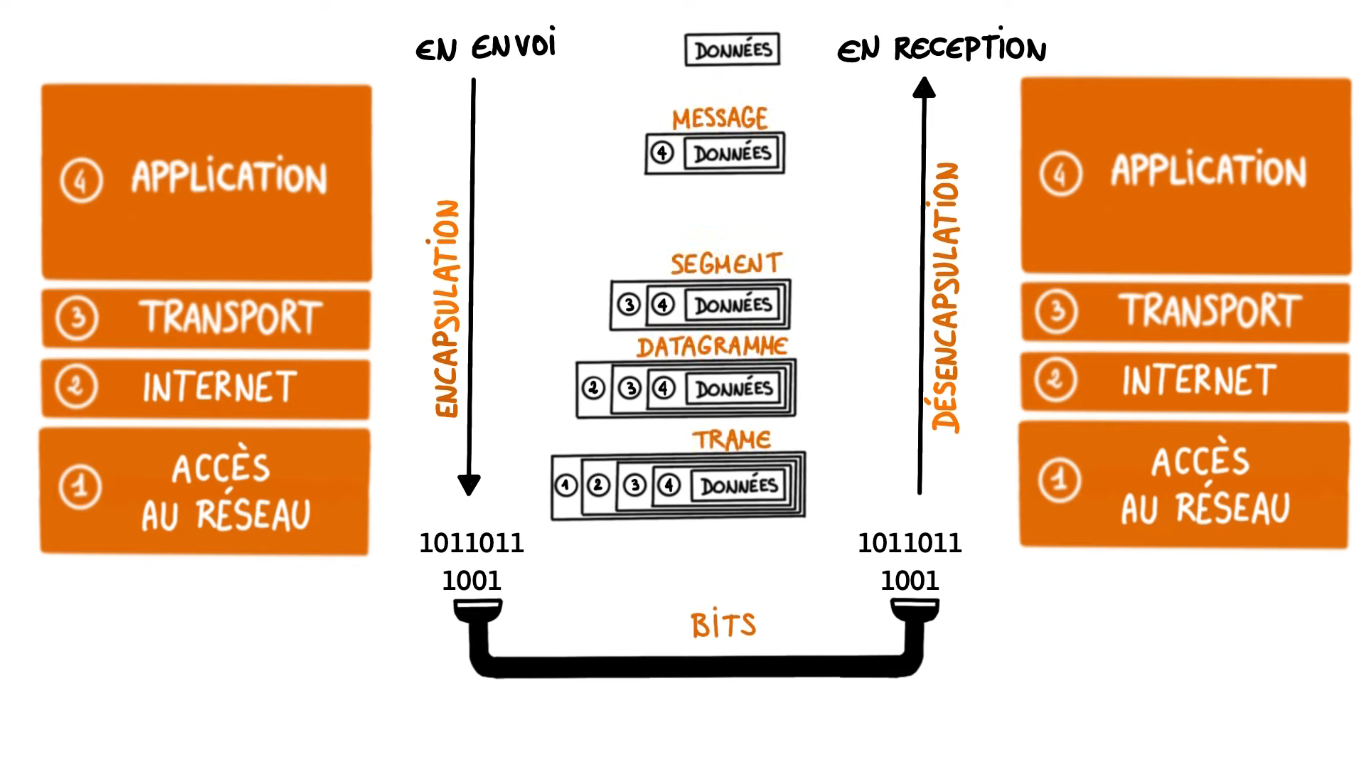 EN ENVOI
DONNÉES
EN RECEPTION
MESSAGE
4 DONNÉES
4 APPLICATION
4 APPLICATION
ENCAPSULATION
DÉSENCAPSULATION
SEGMENT
3 4 DONNÉES
3 TRANSPORT
3 TRANSPORT
DATAGRAMME
2 3 4 DONNÉES
2 INTERNET
2 INTERNET
TRAME
1 2 3 4 DONNÉES
1 ACCÈS
AU RÉSEAU
1 ACCÈS
AU RÉSEAU
1011011
1001
1011011
1001
BITS